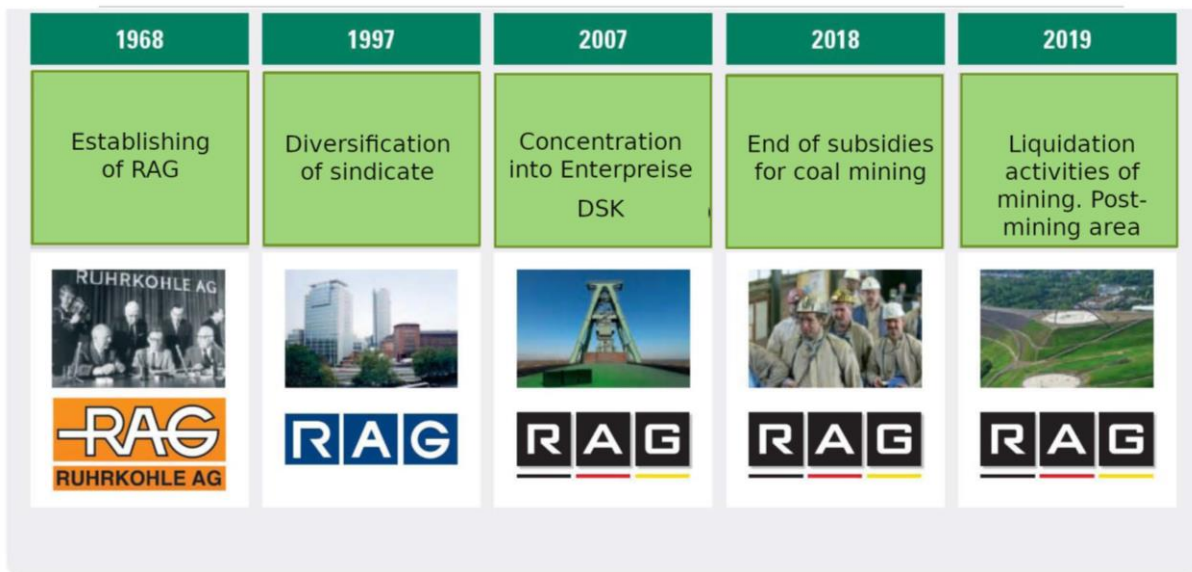 1968
1997
2007
2018
2019
Establishing
of RAG
Diversification
of sindicate
Concentration
into Enterpreise
DSK
End of subsidies
for coal mining
Liquidation
activities of
mining. Post-
mining area
RUHRKOHLE AG
RAG
RUHRKOHLE AG
RAG
RAG
RAG
RAG